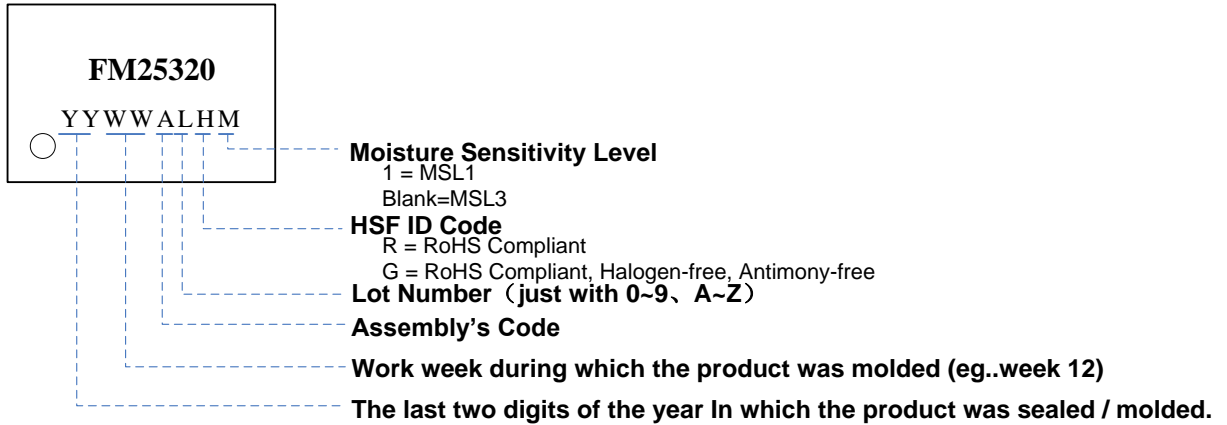 FM25320
YYWWALHM
Moisture Sensitivity Level
1 = MSL1
Blank=MSL3
HSF ID Code
R = RoHS Compliant
G = RoHS Compliant, Halogen-free, Antimony-free
Lot Number（just with 0~9、A~Z）
Assembly's Code
Work week during which the product was molded (eg..week 12)
The last two digits of the year In which the product was sealed / molded.